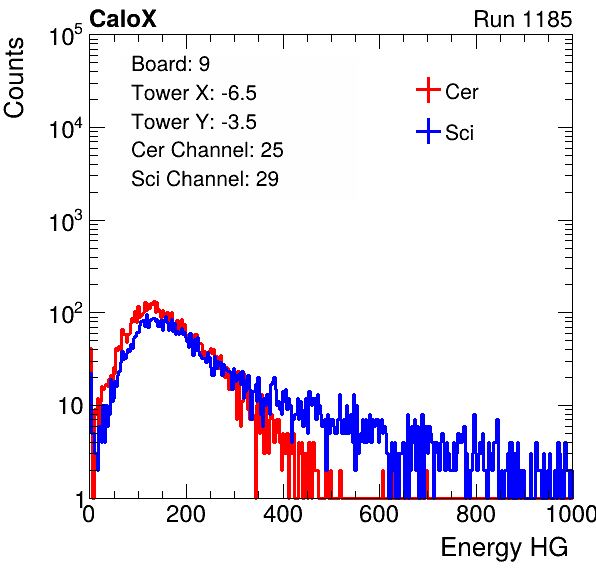 CaloX Run 1185
Counts
10^5
10^4
10^3
10^2
10
1
Board: 9
Tower X: -6.5
Tower Y: -3.5
Cer Channel: 25
Sci Channel: 29
Cer
Sci
0 200 400 600 800 1000
Energy HG